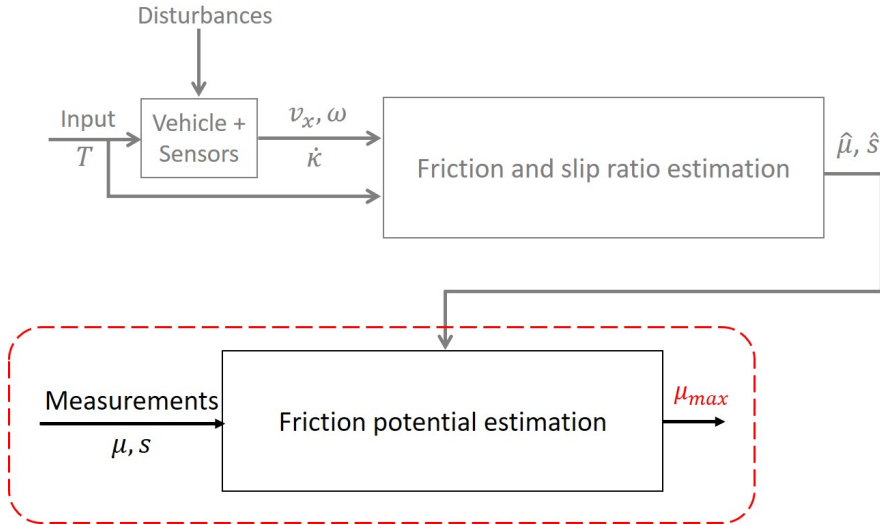 Disturbances
Input
T
Vehicle +
Sensors
v_x, ω
κ̇
Friction and slip ratio estimation
μ̂, ŝ
Measurements
μ, s
Friction potential estimation
μ_max